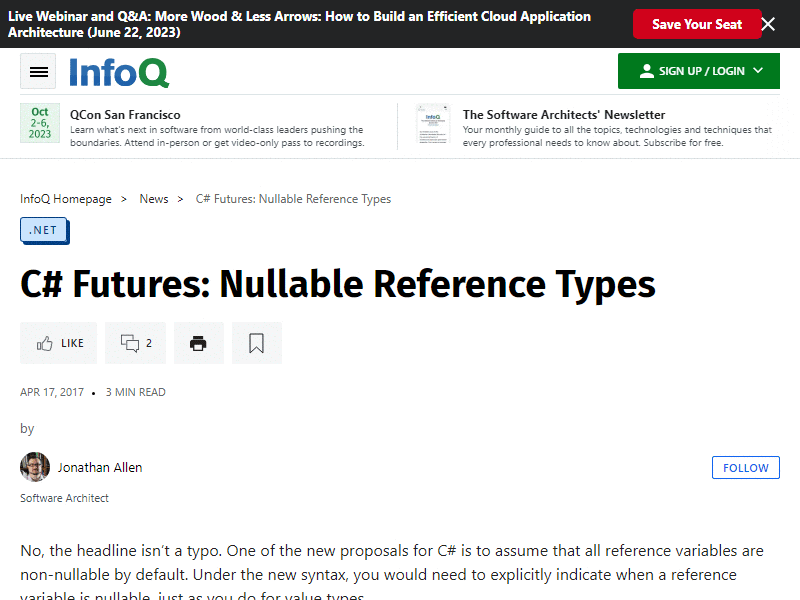 Live Webinar and Q&A: More Wood & Less Arrows: How to Build an Efficient Cloud Application
Architecture (June 22, 2023)
Save Your Seat
InfoQ
SIGN UP / LOGIN
Oct
2-6,
2023
QCon San Francisco
Learn what's next in software from world-class leaders pushing the
boundaries. Attend in-person or get video-only pass to recordings.
InfoQ
The Software Architects' Newsletter
Your monthly guide to all the topics, technologies and techniques that
every professional needs to know about. Subscribe for free.
InfoQ Homepage > News > C# Futures: Nullable Reference Types
.NET
C# Futures: Nullable Reference Types
LIKE
2
APR 17, 2017 • 3 MIN READ
by
Jonathan Allen
FOLLOW
Software Architect
No, the headline isn't a typo. One of the new proposals for C# is to assume that all reference variables are
non-nullable by default. Under the new syntax, you would need to explicitly indicate when a reference
variable is nullable, just as you do for value types.